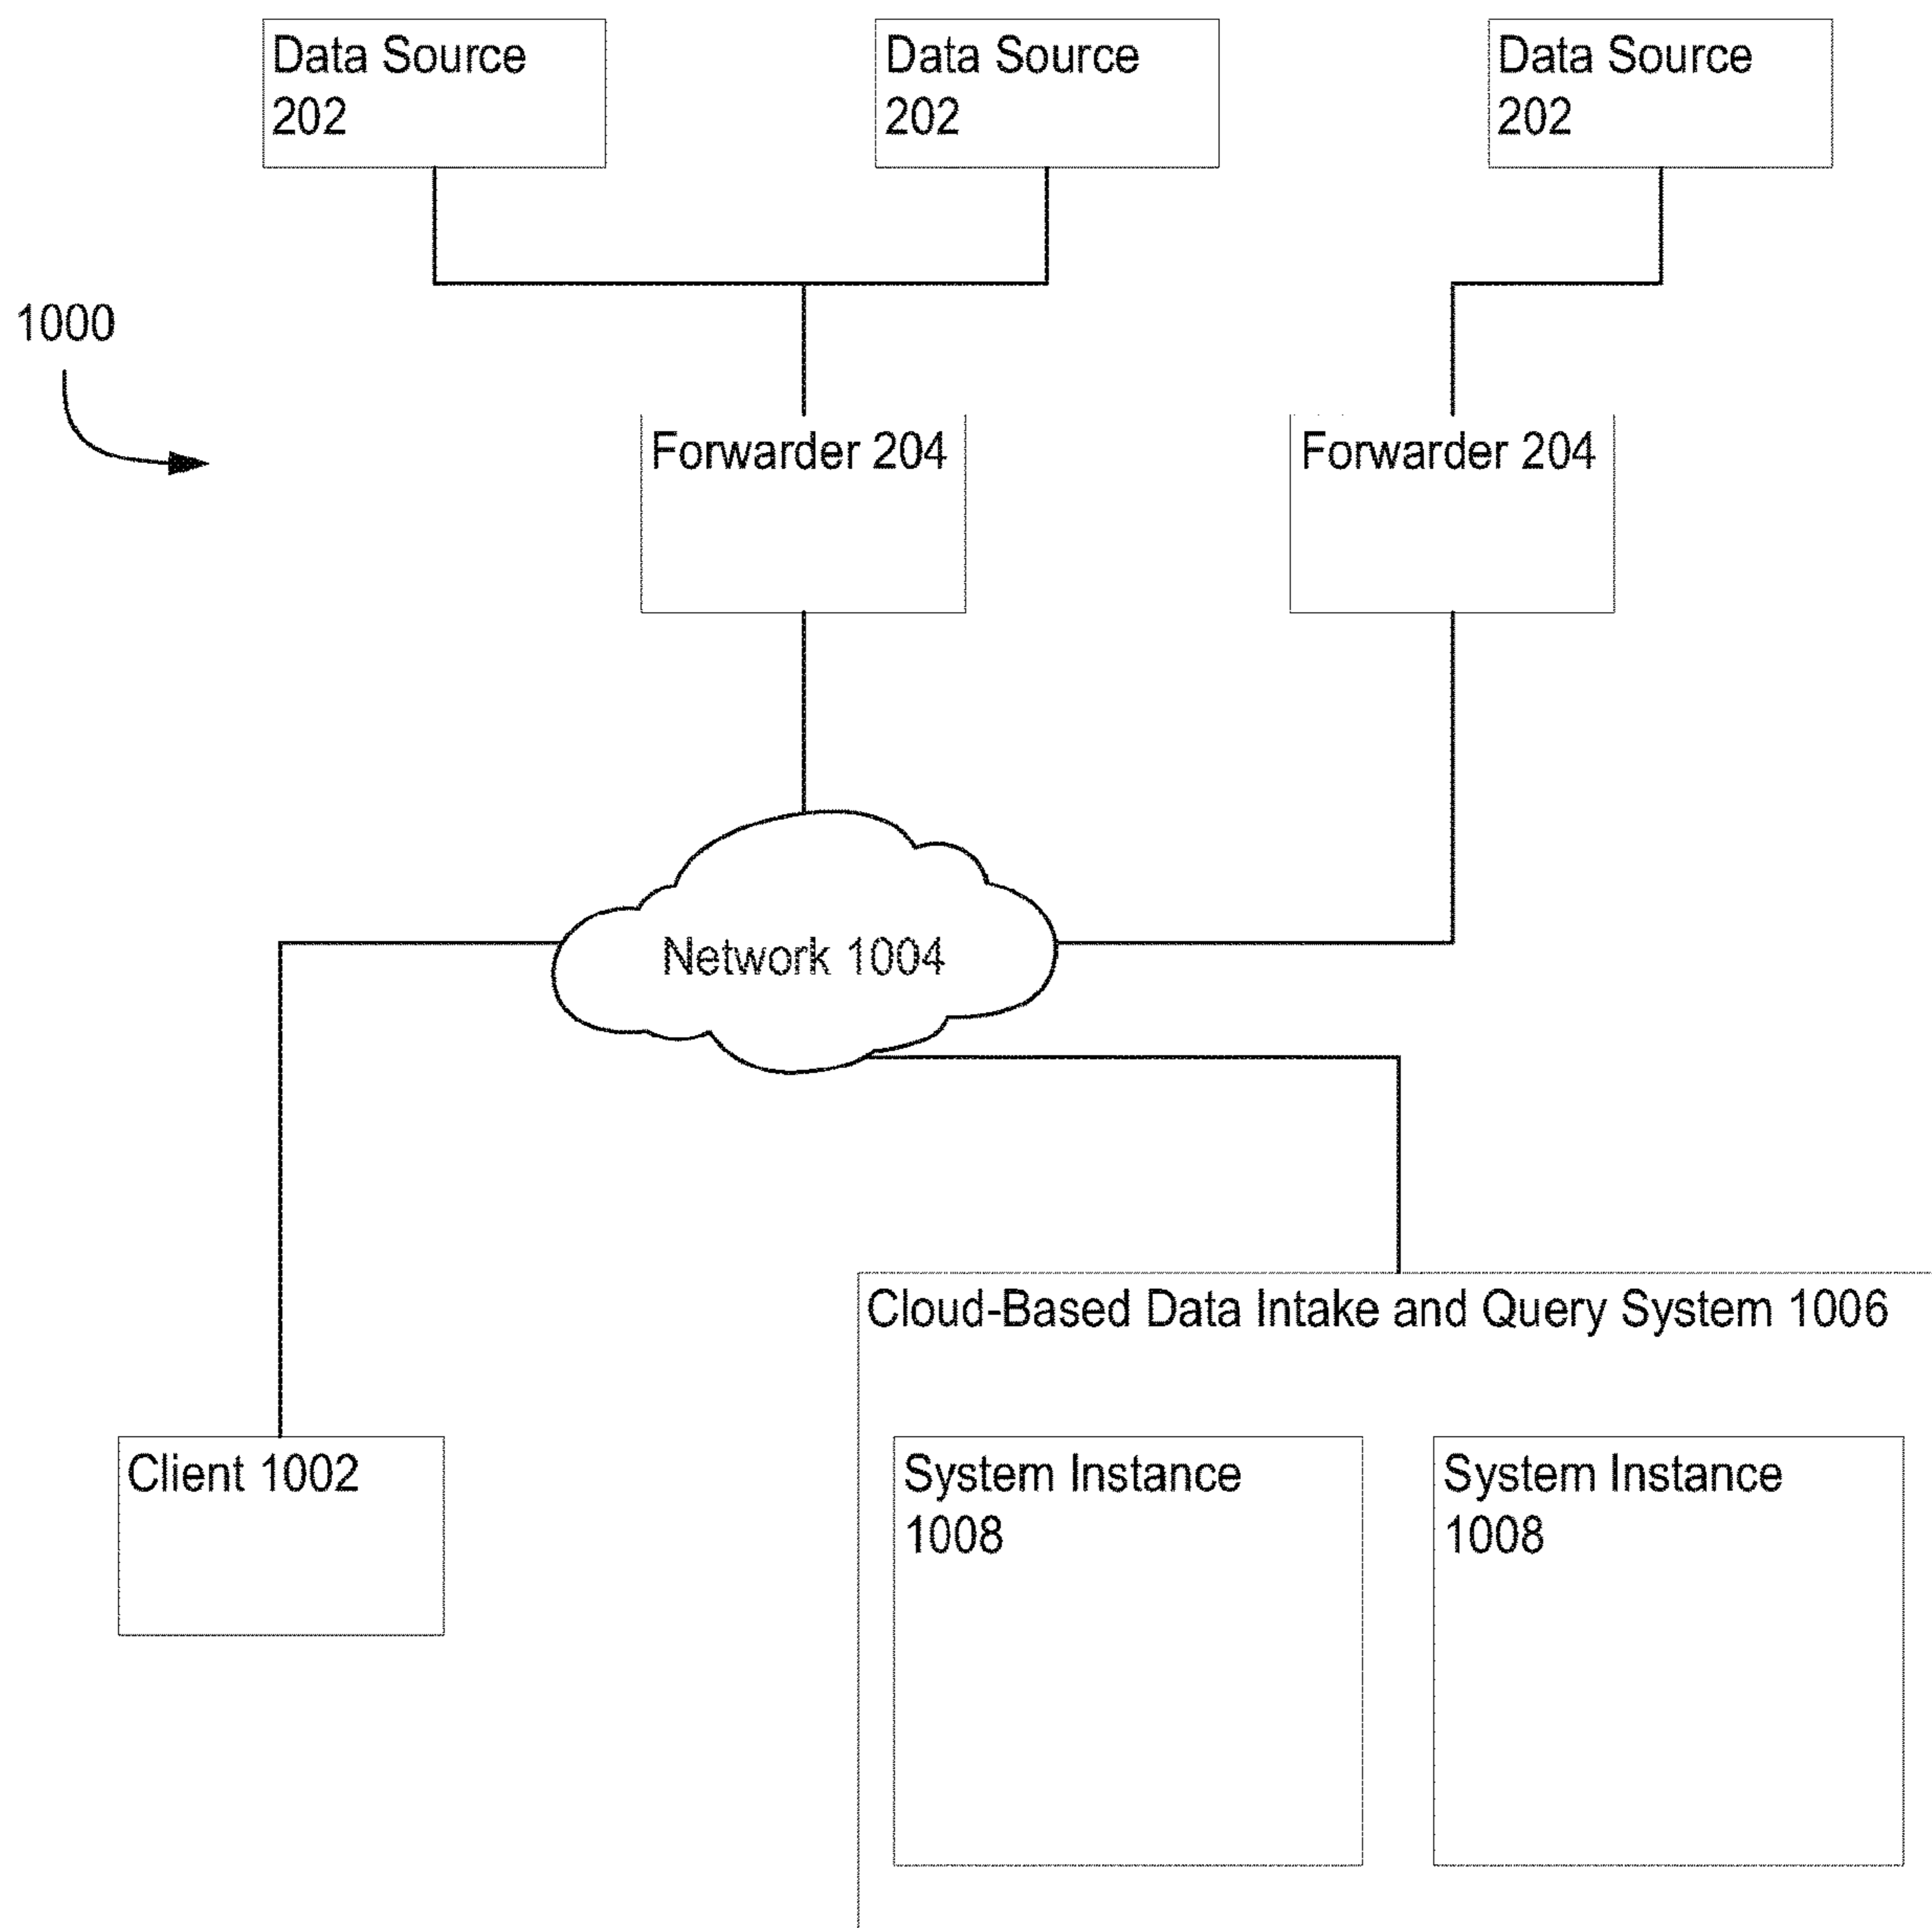 Data Source
202
Data Source
202
Data Source
202
1000
Forwarder 204
Forwarder 204
Network 1004
Cloud-Based Data Intake and Query System 1006
Client 1002
System Instance
1008
System Instance
1008